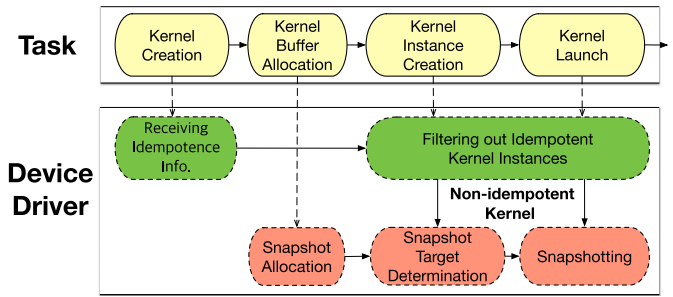 Task
Kernel
Creation
Kernel
Buffer
Allocation
Kernel
Instance
Creation
Kernel
Launch
Device
Driver
Receiving
Idempotence
Info.
Filtering out Idempotent
Kernel Instances
Non-idempotent
Kernel
Snapshot
Allocation
Snapshot
Target
Determination
Snapshotting